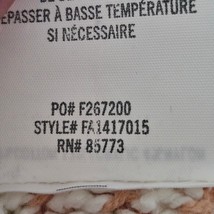 REPASSER À BASSE TEMPÉRATURE
SI NÉCESSAIRE
PO# F267200
STYLE# FA1417015
RN# 85773